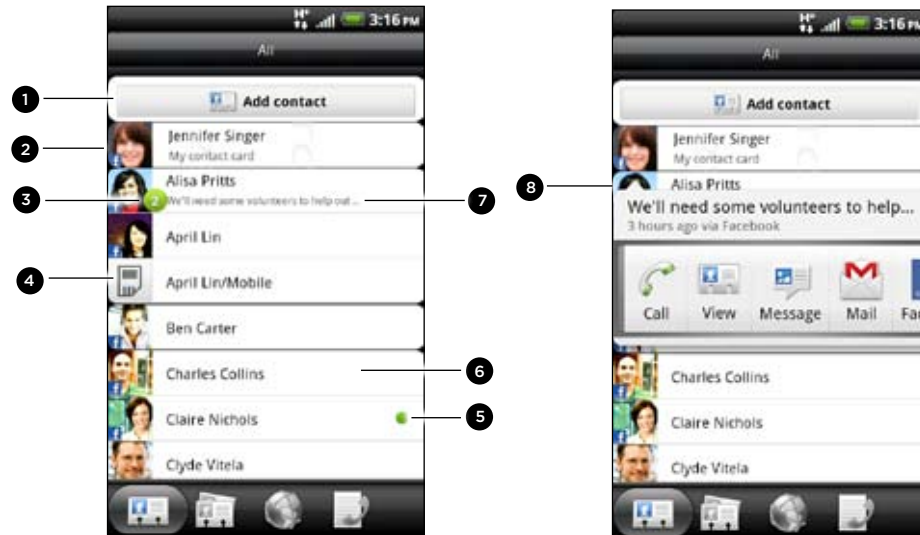 3:16 PM
All
1
Add contact
2
Jennifer Singer
My contact card
3
2
Alisa Pritts
We'll need some volunteers to help out ...
7
April Lin
4
April Lin/Mobile
Ben Carter
Charles Collins
6
Claire Nichols
5
Clyde Vitela
3:16 PM
All
Add contact
Jennifer Singer
My contact card
8
Alisa Pritts
We'll need some volunteers to help...
3 hours ago via Facebook
Call View Message Mail Fac
Charles Collins
Claire Nichols
Clyde Vitela